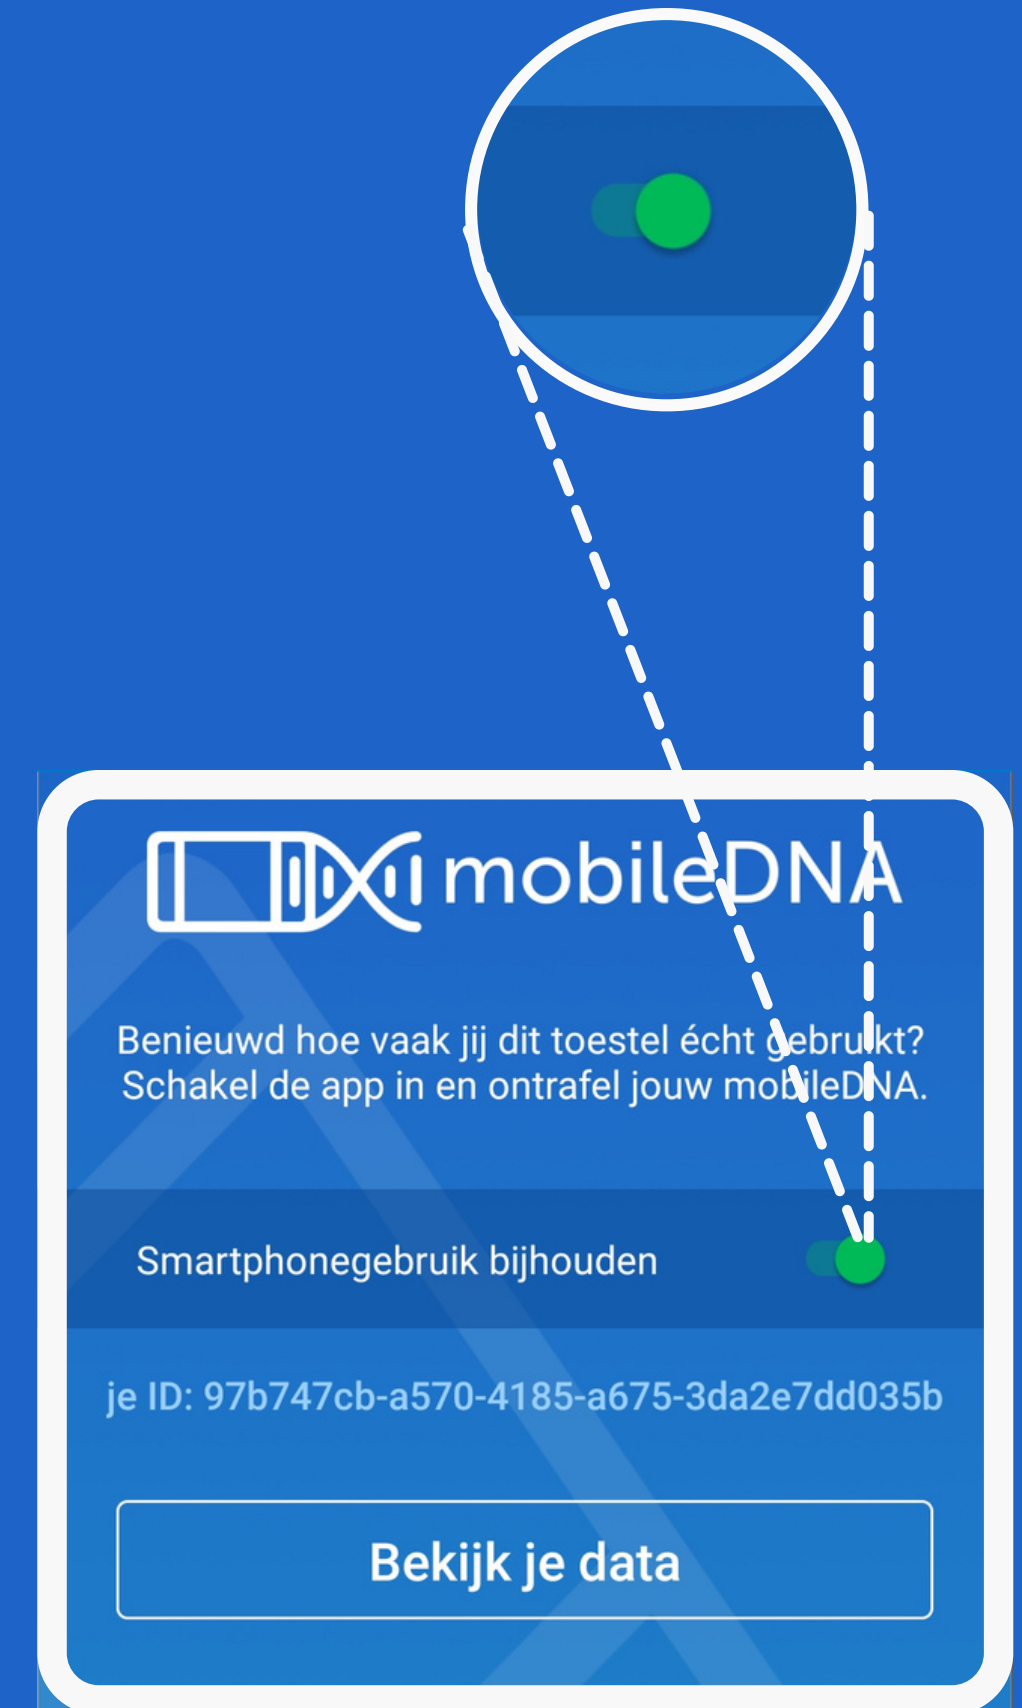 mobileDNA
Benieuwd hoe vaak jij dit toestel écht gebruikt?
Schakel de app in en ontrafel jouw mobileDNA.
Smartphonegebruik bijhouden
je ID: 97b747cb-a570-4185-a675-3da2e7dd035b
Bekijk je data